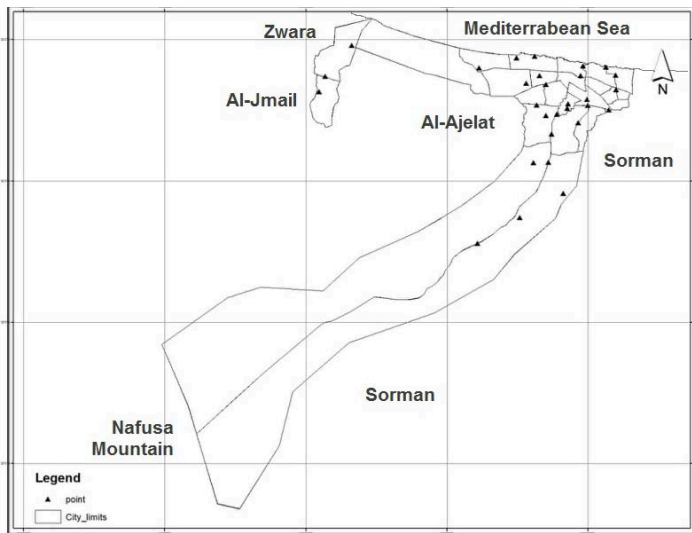 Zwara
Mediterrabean Sea
Al-Jmail
N
Al-Ajelat
Sorman
Sorman
Nafusa
Mountain
Legend
point
City_limits